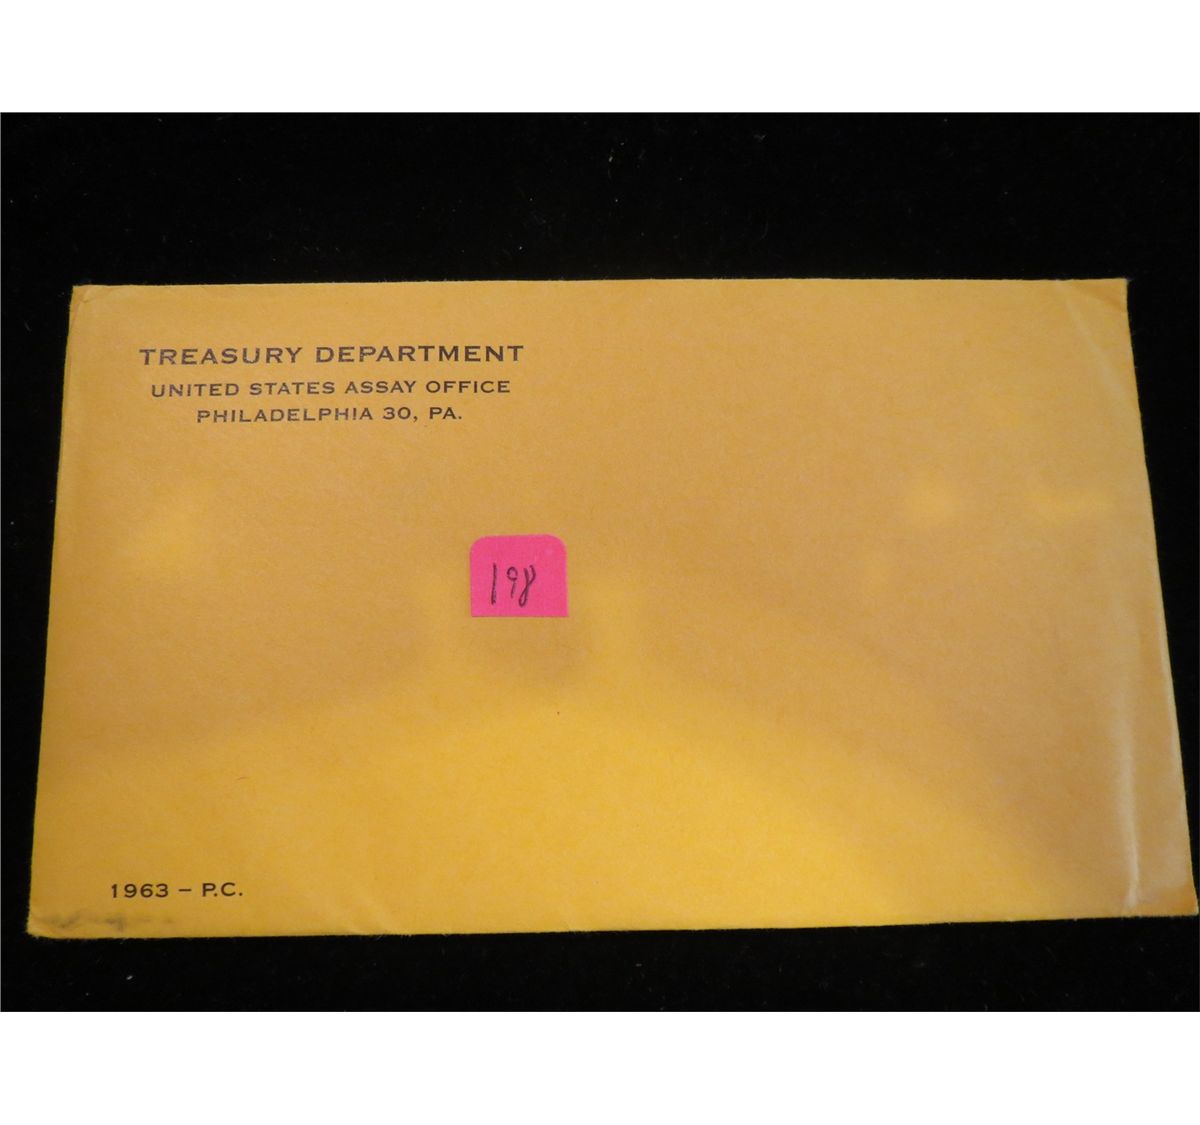 TREASURY DEPARTMENT
UNITED STATES ASSAY OFFICE
PHILADELPHIA 30, PA.
198
1963 – P.C.